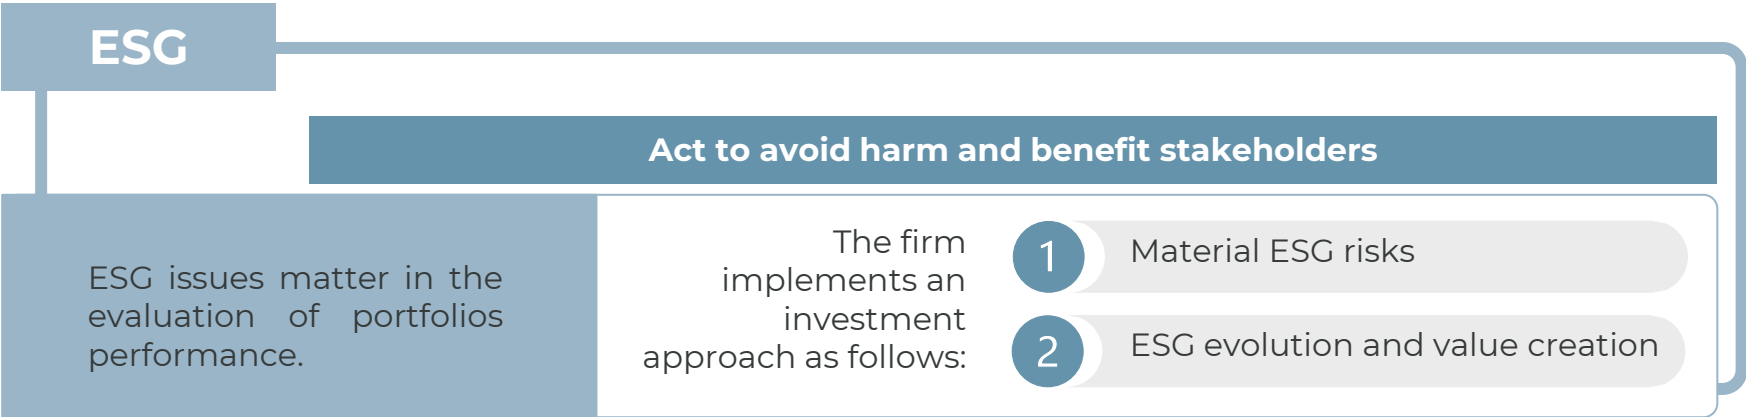 ESG
Act to avoid harm and benefit stakeholders
ESG issues matter in the
evaluation of portfolios
performance.
The firm
implements an
investment
approach as follows:
1 Material ESG risks
2 ESG evolution and value creation